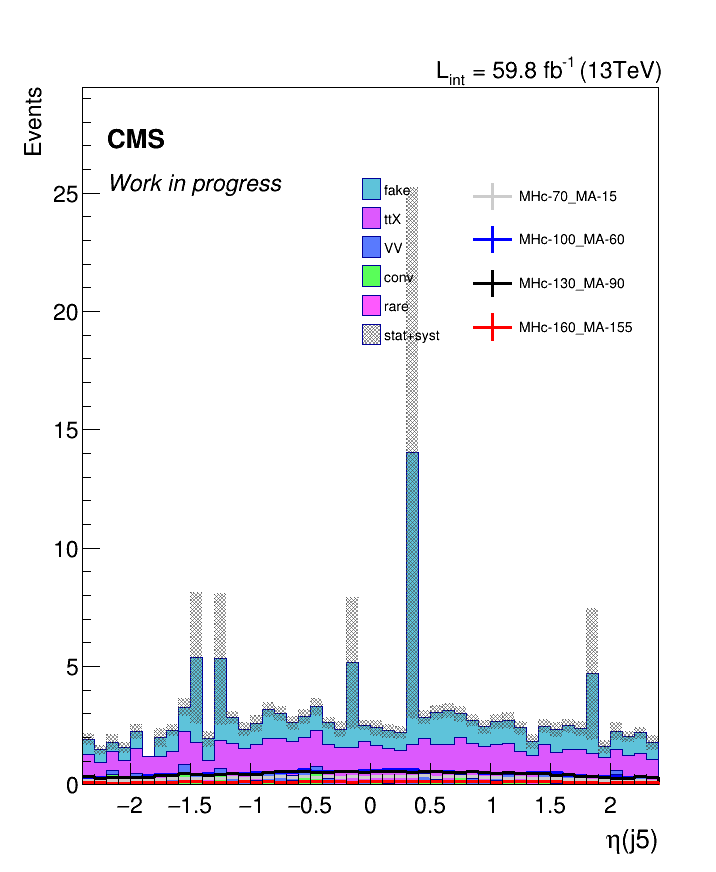 L_int = 59.8 fb^-1 (13TeV)
Events
CMS
Work in progress
fake
ttX
VV
conv
rare
stat+syst
MHc-70_MA-15
MHc-100_MA-60
MHc-130_MA-90
MHc-160_MA-155
25
20
15
10
5
0
−2 −1.5 −1 −0.5 0 0.5 1 1.5 2
η(j5)